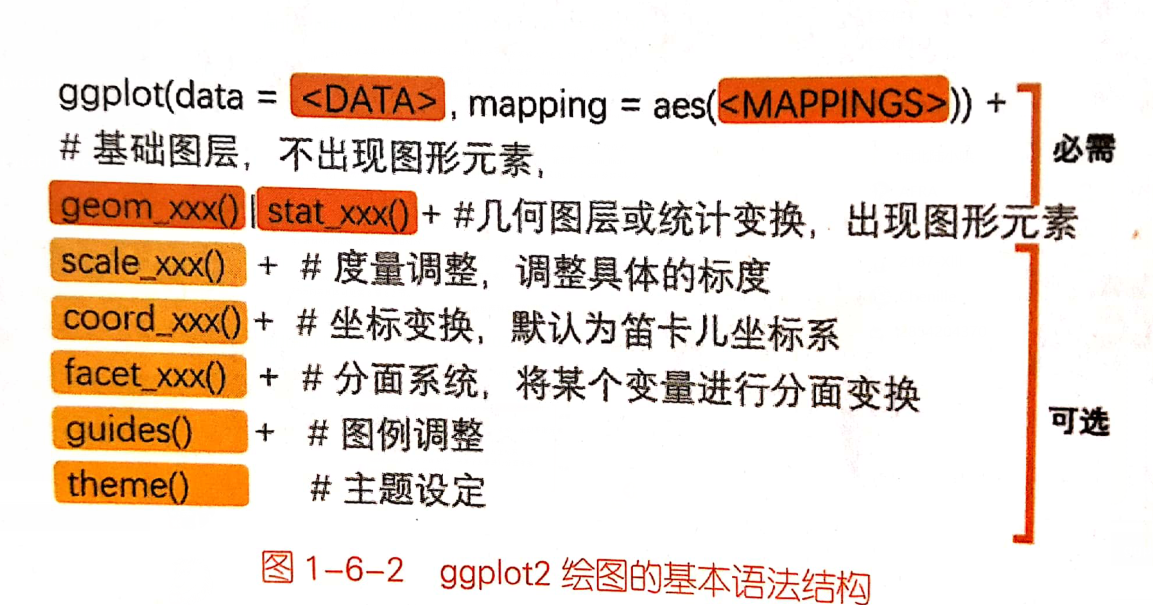 ggplot(data = <DATA>, mapping = aes(<MAPPINGS>)) +
# 基础图层，不出现图形元素，
必需
geom_xxx()|stat_xxx() + #几何图层或统计变换，出现图形元素
scale_xxx() + # 度量调整，调整具体的标度
coord_xxx() + # 坐标变换，默认为笛卡儿坐标系
facet_xxx() + # 分面系统，将某个变量进行分面变换
可选
guides() + # 图例调整
theme() # 主题设定
图 1-6-2 ggplot2 绘图的基本语法结构